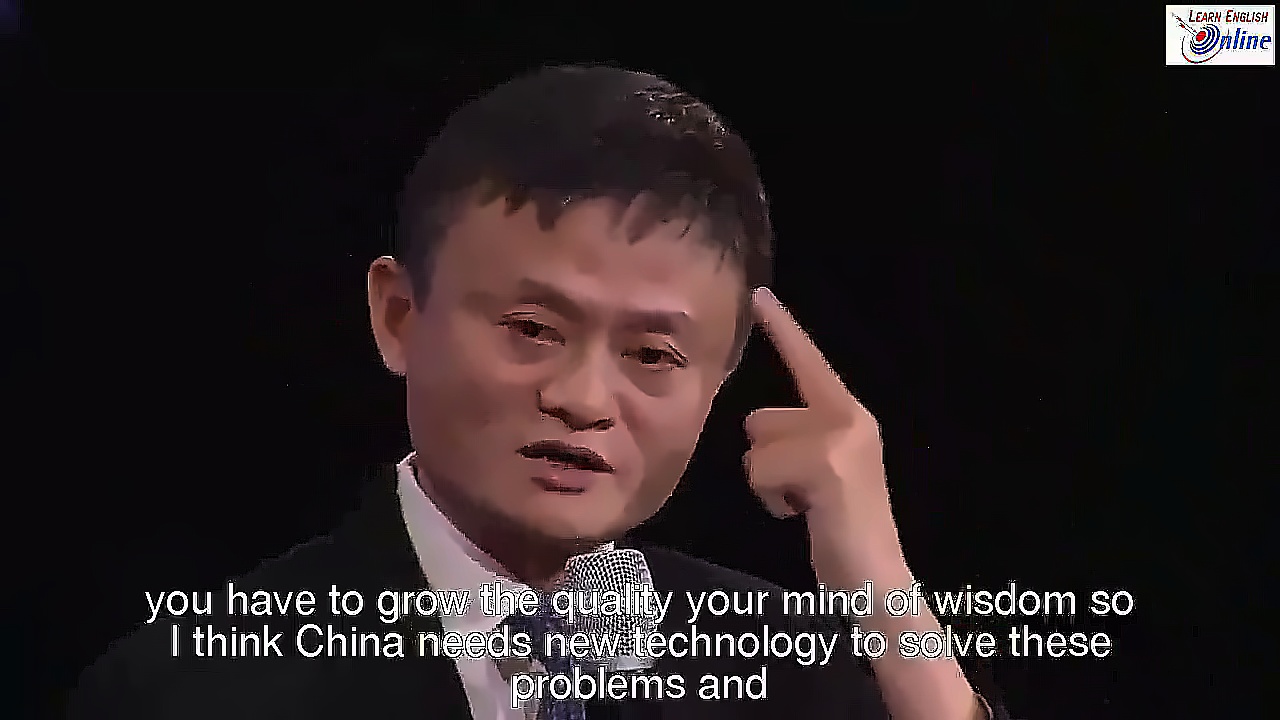 LEARN ENGLISH
Online
you have to grow the quality your mind of wisdom so
I think China needs new technology to solve these
problems and